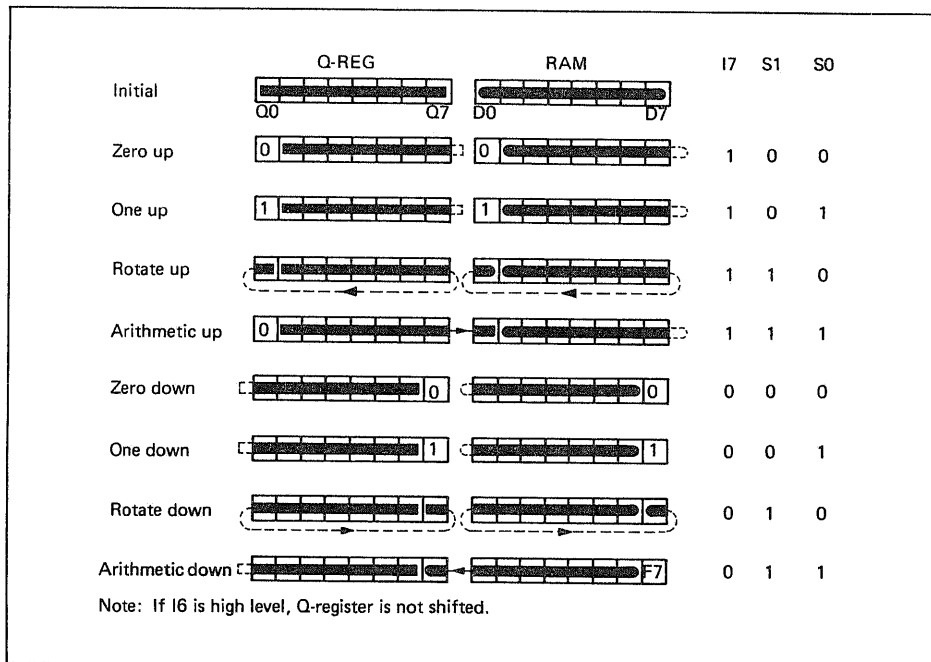 Q-REG RAM I7 S1 S0
Initial
Q0 Q7 D0 D7
Zero up 0 0 1 0 0
One up 1 1 1 0 1
Rotate up 1 1 0
Arithmetic up 0 1 1 1
Zero down 0 0 0 0 0
One down 1 1 0 0 1
Rotate down 0 1 0
Arithmetic down F7 0 1 1
Note: If I6 is high level, Q-register is not shifted.